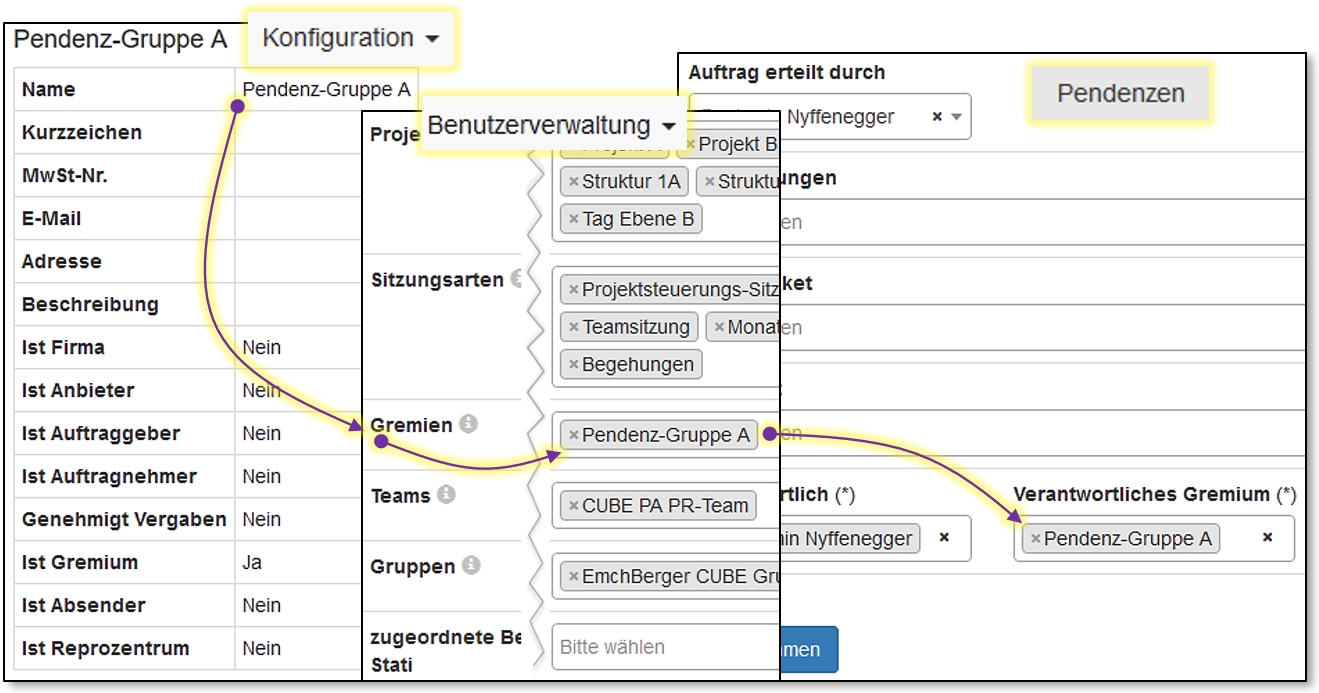 Pendenz-Gruppe A
Konfiguration
Name Pendenz-Gruppe A
Kurzzeichen
MwSt-Nr.
E-Mail
Adresse
Beschreibung
Ist Firma Nein
Ist Anbieter Nein
Ist Auftraggeber Nein
Ist Auftragnehmer Nein
Genehmigt Vergaben Nein
Ist Gremium Ja
Ist Absender Nein
Ist Reprozentrum Nein
Benutzerverwaltung
Proje
× Projekt B
× Struktur 1A × Struktu
× Tag Ebene B
Sitzungsarten
× Projektsteuerungs-Sitz
× Teamsitzung × Monat
× Begehungen
Gremien × Pendenz-Gruppe A
Teams × CUBE PA PR-Team
Gruppen × EmchBerger CUBE Gru
zugeordnete Be
Stati
Bitte wählen
Pendenzen
Auftrag erteilt durch
Nyffenegger ×
ungen
en
ket
en
en
rtlich (*) Verantwortliches Gremium (*)
in Nyffenegger × × Pendenz-Gruppe A ×
men